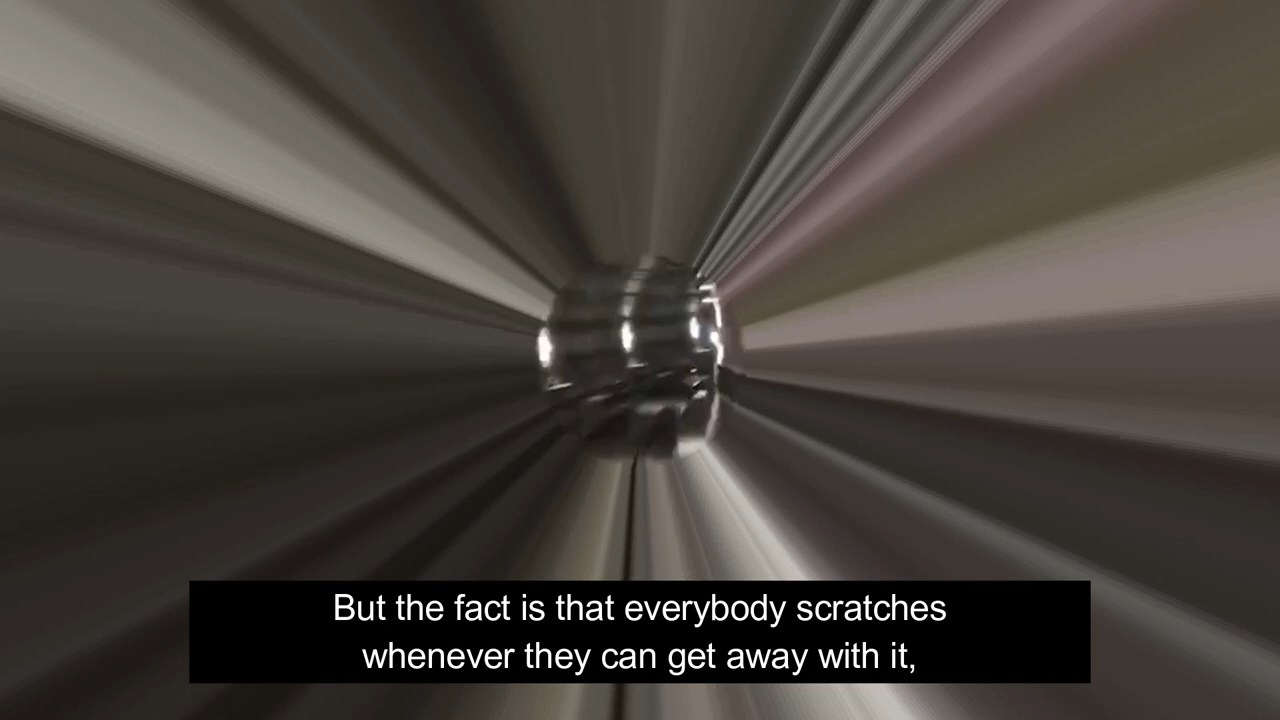 But the fact is that everybody scratches
whenever they can get away with it,